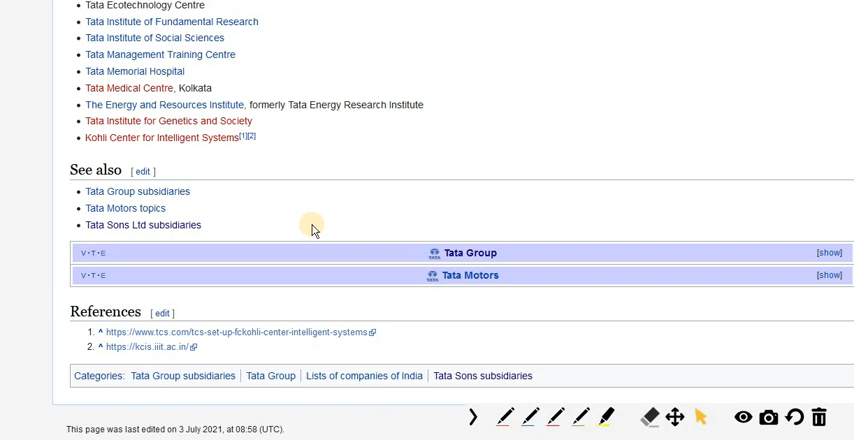 Tata Ecotechnology Centre
Tata Institute of Fundamental Research
Tata Institute of Social Sciences
Tata Management Training Centre
Tata Memorial Hospital
Tata Medical Centre, Kolkata
The Energy and Resources Institute, formerly Tata Energy Research Institute
Tata Institute for Genetics and Society
Kohli Center for Intelligent Systems[1][2]
See also [ edit ]
Tata Group subsidiaries
Tata Motors topics
Tata Sons Ltd subsidiaries
V·T·E TATA Tata Group [show]
V·T·E TATA Tata Motors [show]
References [ edit ]
1. ^ https://www.tcs.com/tcs-set-up-fckohli-center-intelligent-systems
2. ^ https://kcis.iiit.ac.in/
Categories: Tata Group subsidiaries | Tata Group | Lists of companies of India | Tata Sons subsidiaries
This page was last edited on 3 July 2021, at 08:58 (UTC).